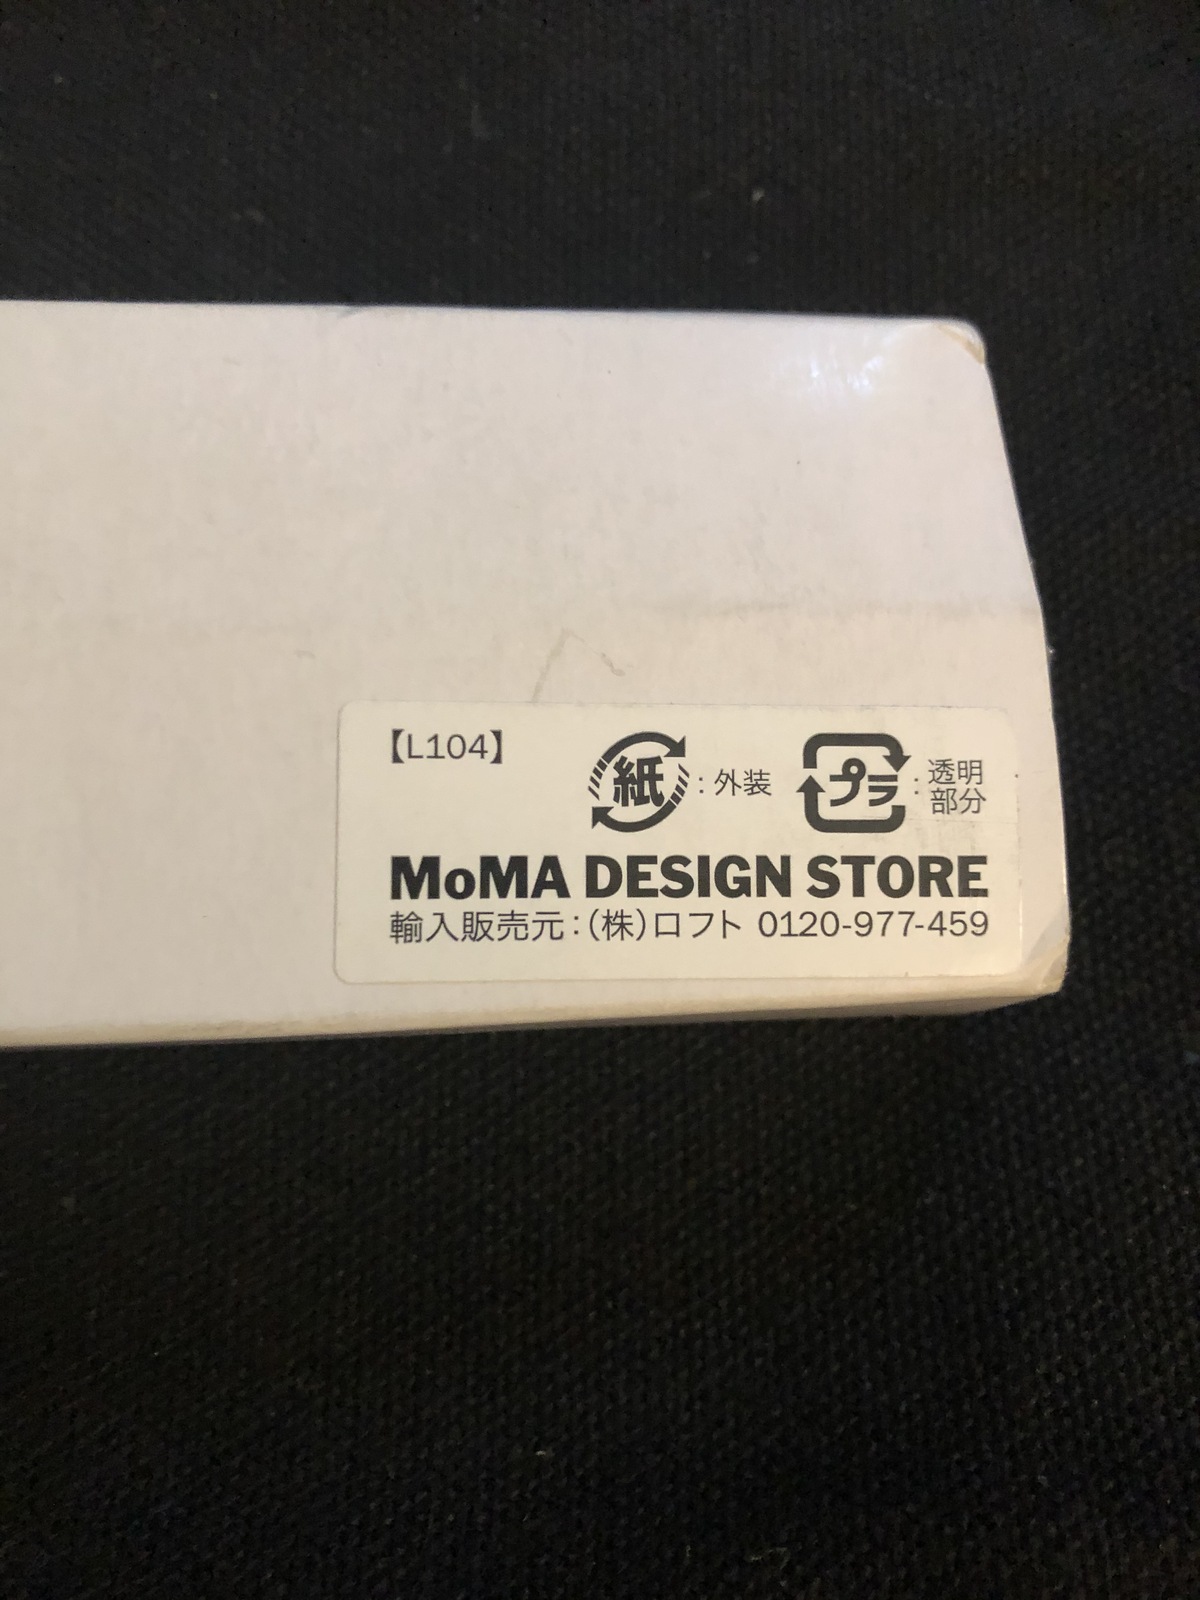 【L104】
紙 : 外装
プラ : 透明
部分
MoMA DESIGN STORE
輸入販売元:(株)ロフト 0120-977-459